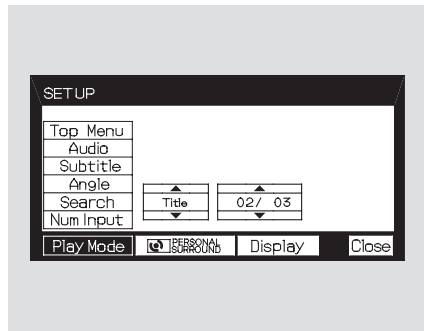 SETUP
Top Menu
Audio
Subtitle
Angle
Search
Num Input
Title
02/ 03
Play Mode
PERSONAL SURROUND
Display
Close